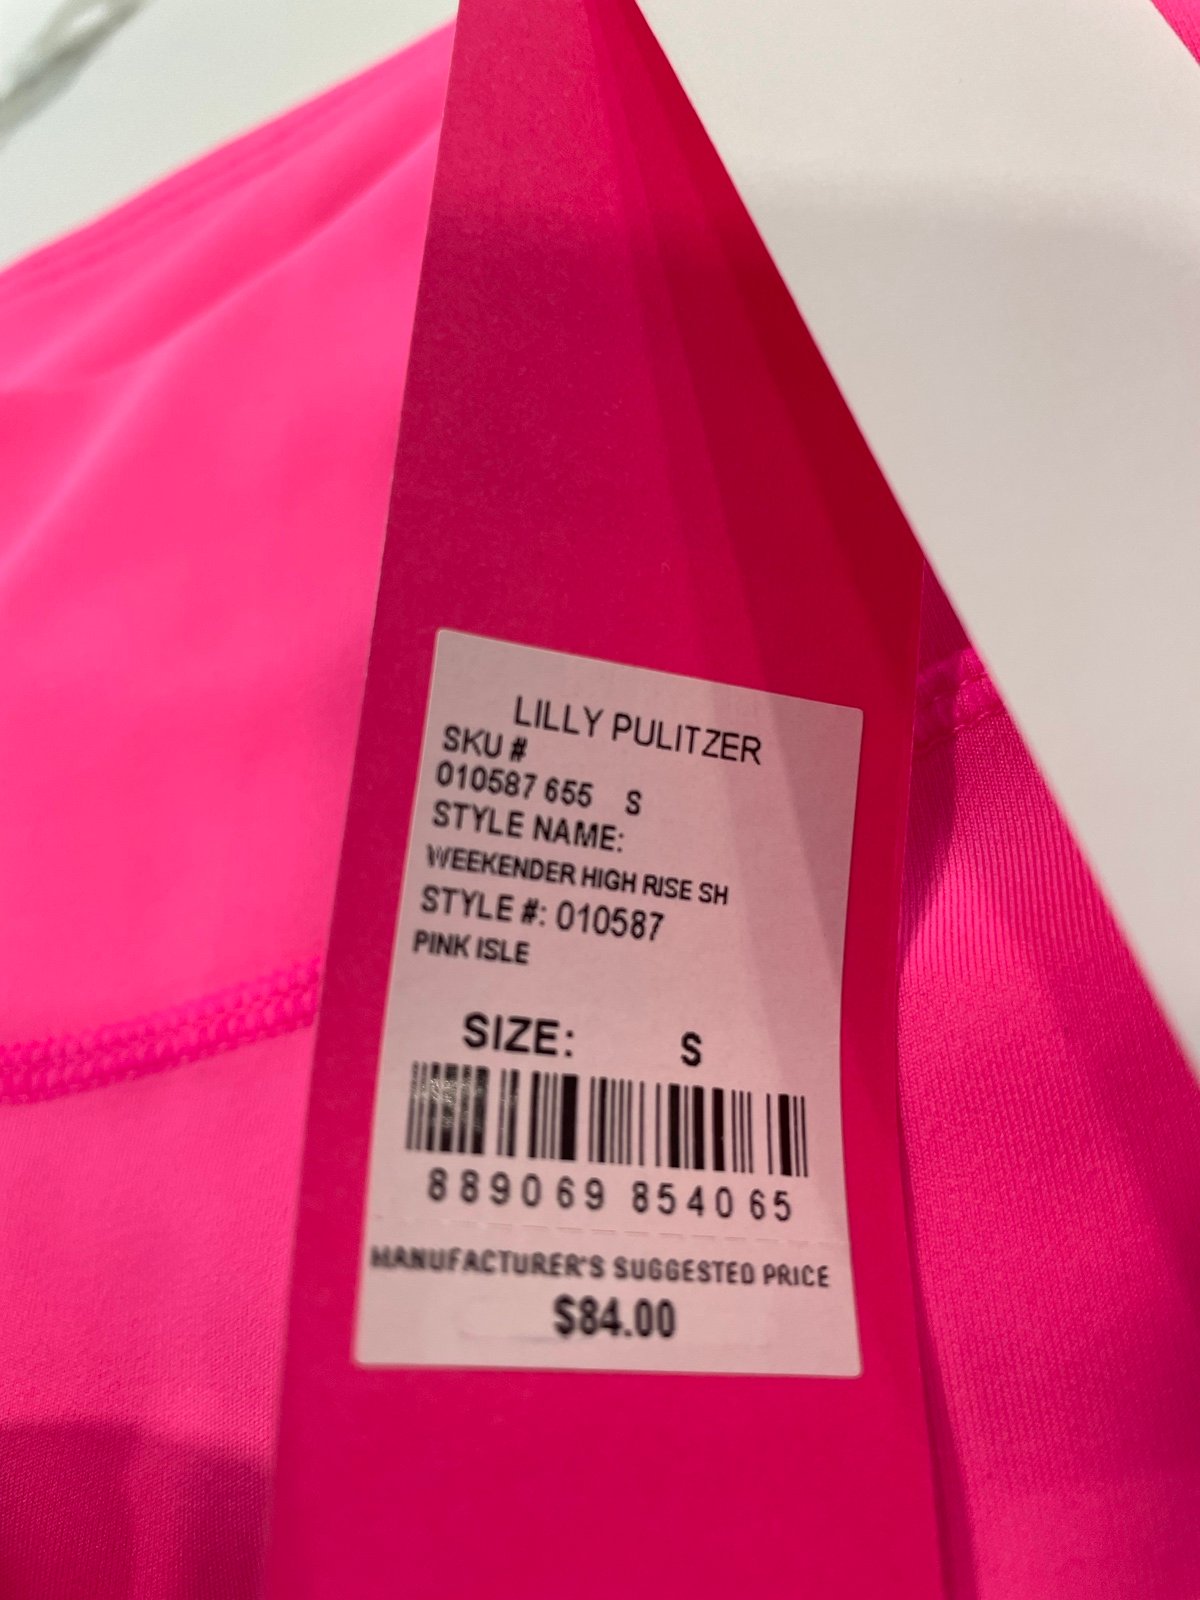 LILLY PULITZER
SKU #
010587 655 S
STYLE NAME:
WEEKENDER HIGH RISE SH
STYLE #: 010587
PINK ISLE
SIZE: S
889069 854065
MANUFACTURER'S SUGGESTED PRICE
$84.00